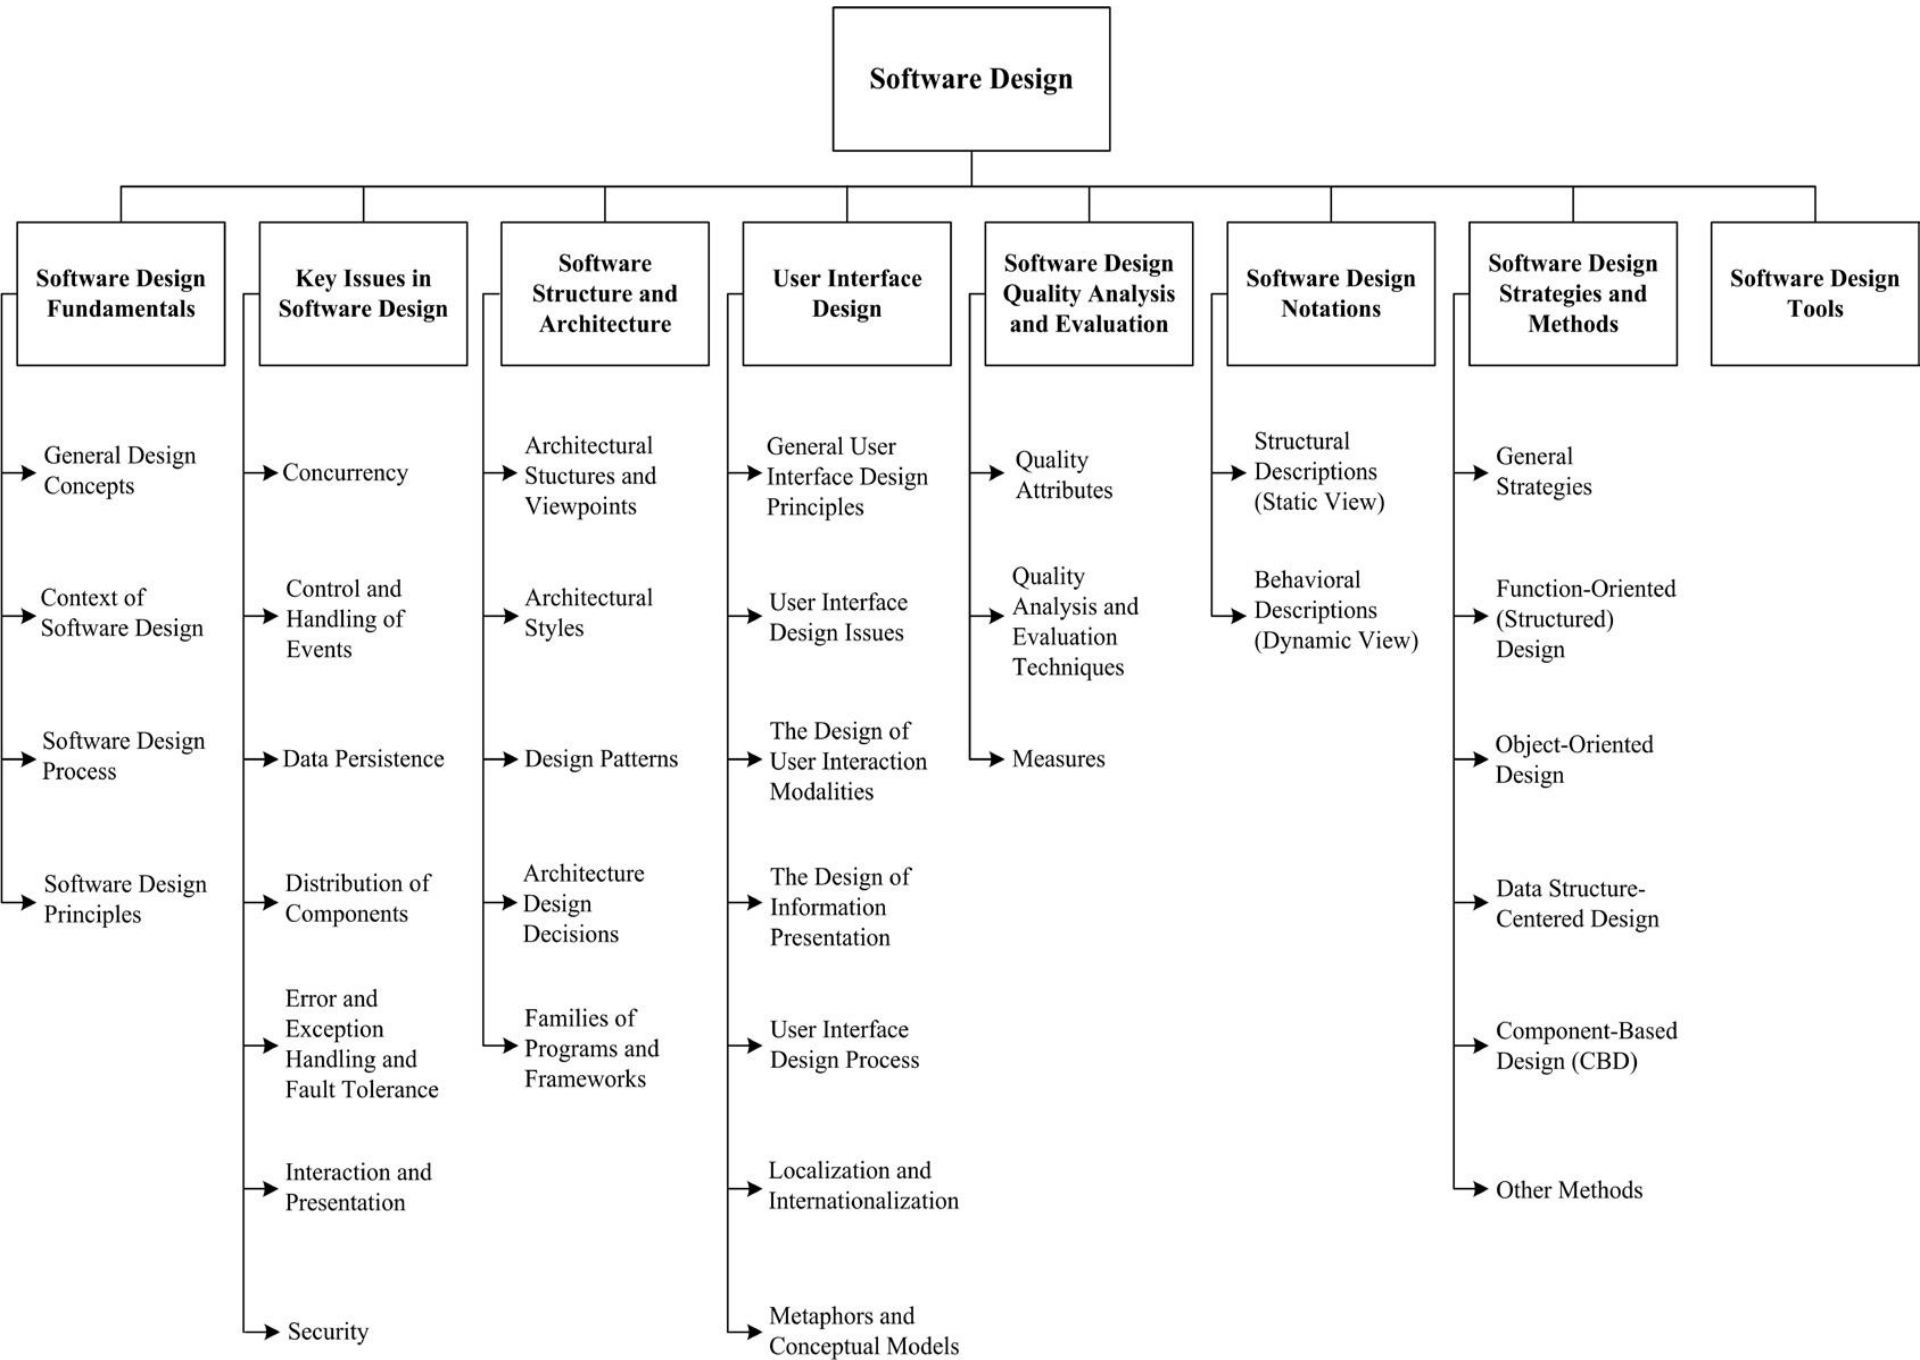 Software Design
Software Design
Fundamentals
General Design
Concepts
Context of
Software Design
Software Design
Process
Software Design
Principles
Key Issues in
Software Design
Concurrency
Control and
Handling of
Events
Data Persistence
Distribution of
Components
Error and
Exception
Handling and
Fault Tolerance
Interaction and
Presentation
Security
Software
Structure and
Architecture
Architectural
Stuctures and
Viewpoints
Architectural
Styles
Design Patterns
Architecture
Design
Decisions
Families of
Programs and
Frameworks
User Interface
Design
General User
Interface Design
Principles
User Interface
Design Issues
The Design of
User Interaction
Modalities
The Design of
Information
Presentation
User Interface
Design Process
Localization and
Internationalization
Metaphors and
Conceptual Models
Software Design
Quality Analysis
and Evaluation
Quality
Attributes
Quality
Analysis and
Evaluation
Techniques
Measures
Software Design
Notations
Structural
Descriptions
(Static View)
Behavioral
Descriptions
(Dynamic View)
Software Design
Strategies and
Methods
General
Strategies
Function-Oriented
(Structured)
Design
Object-Oriented
Design
Data Structure-
Centered Design
Component-Based
Design (CBD)
Other Methods
Software Design
Tools